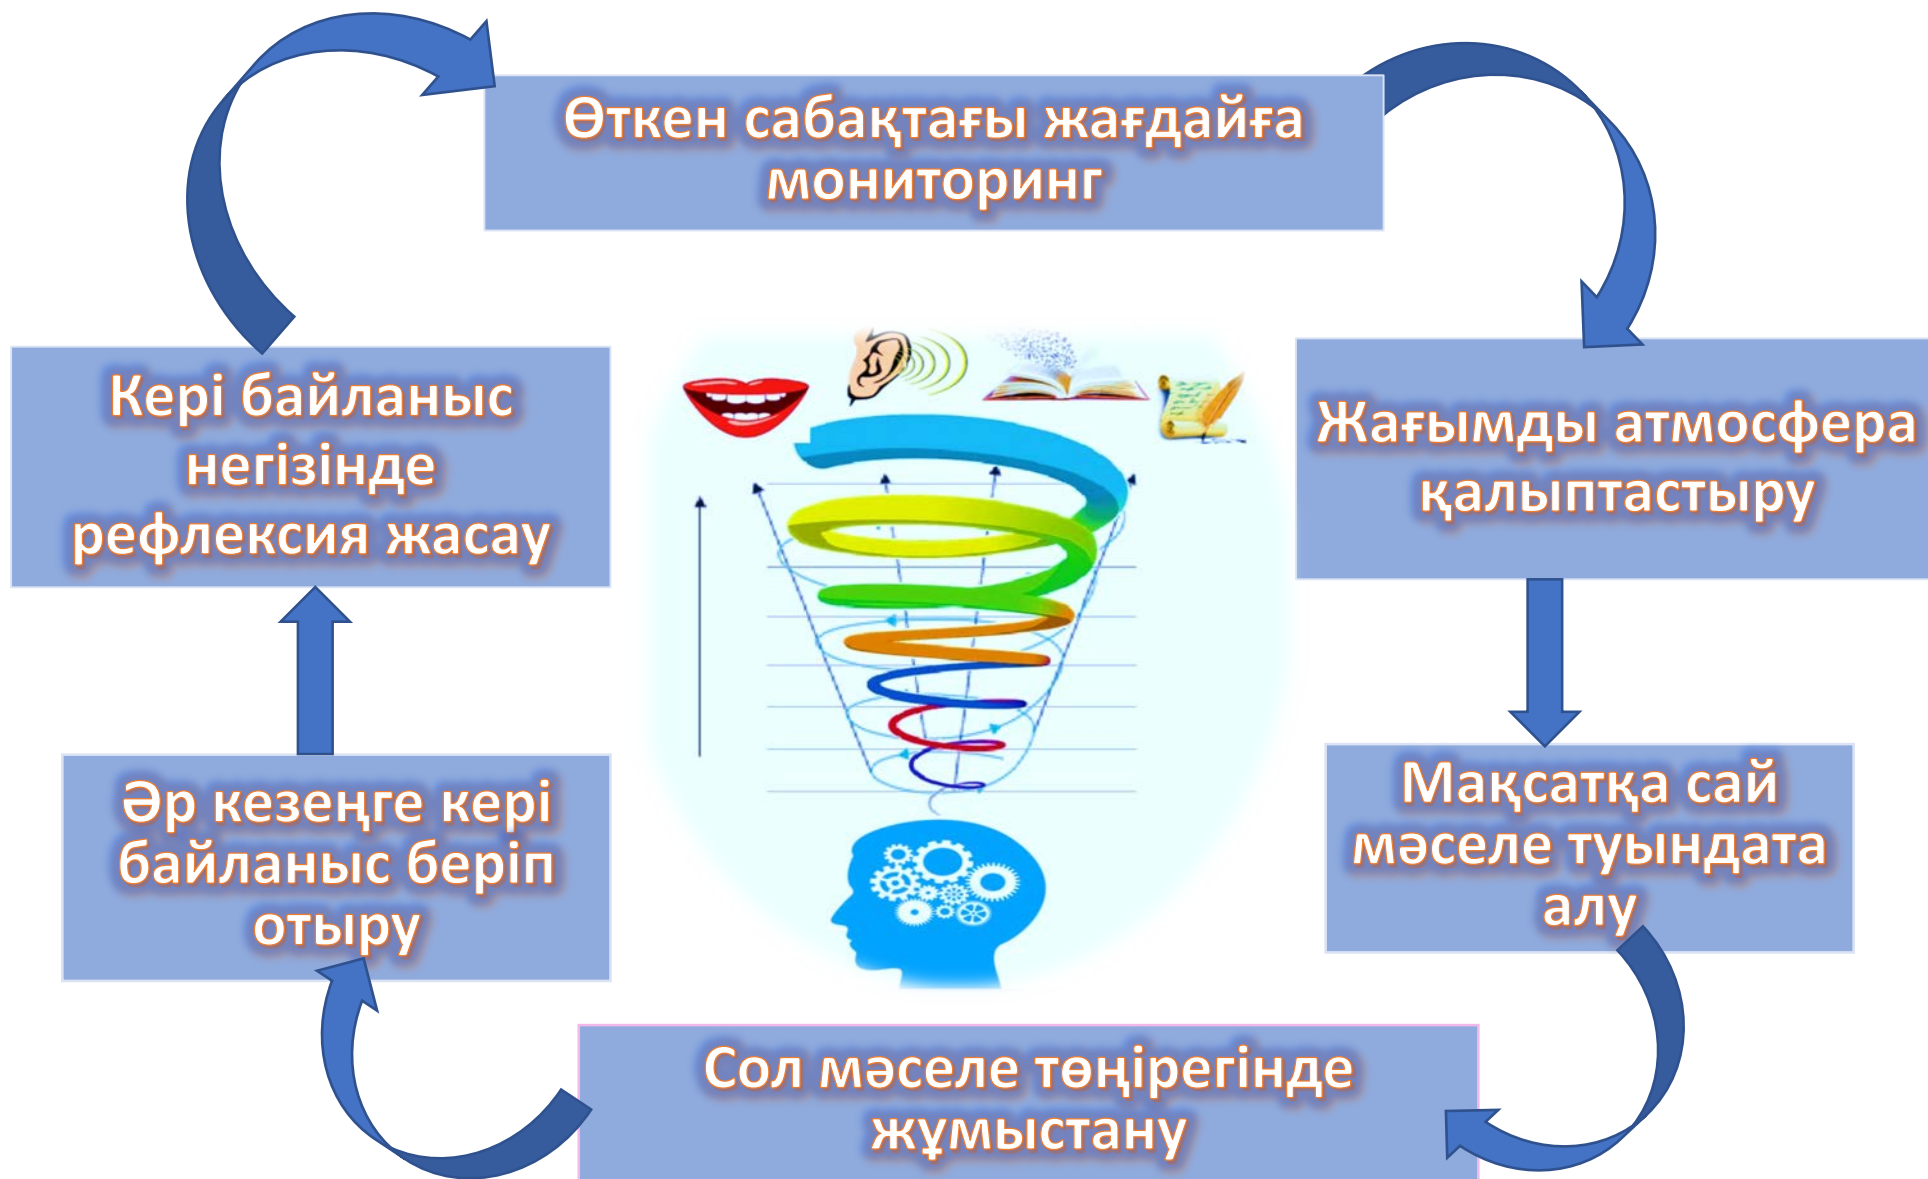 Өткен сабақтағы жағдайға
мониторинг
Жағымды атмосфера
қалыптастыру
Мақсатқа сай
мәселе туындата
алу
Сол мәселе төңірегінде
жұмыстану
Әр кезеңге кері
байланыс беріп
отыру
Кері байланыс
негізінде
рефлексия жасау